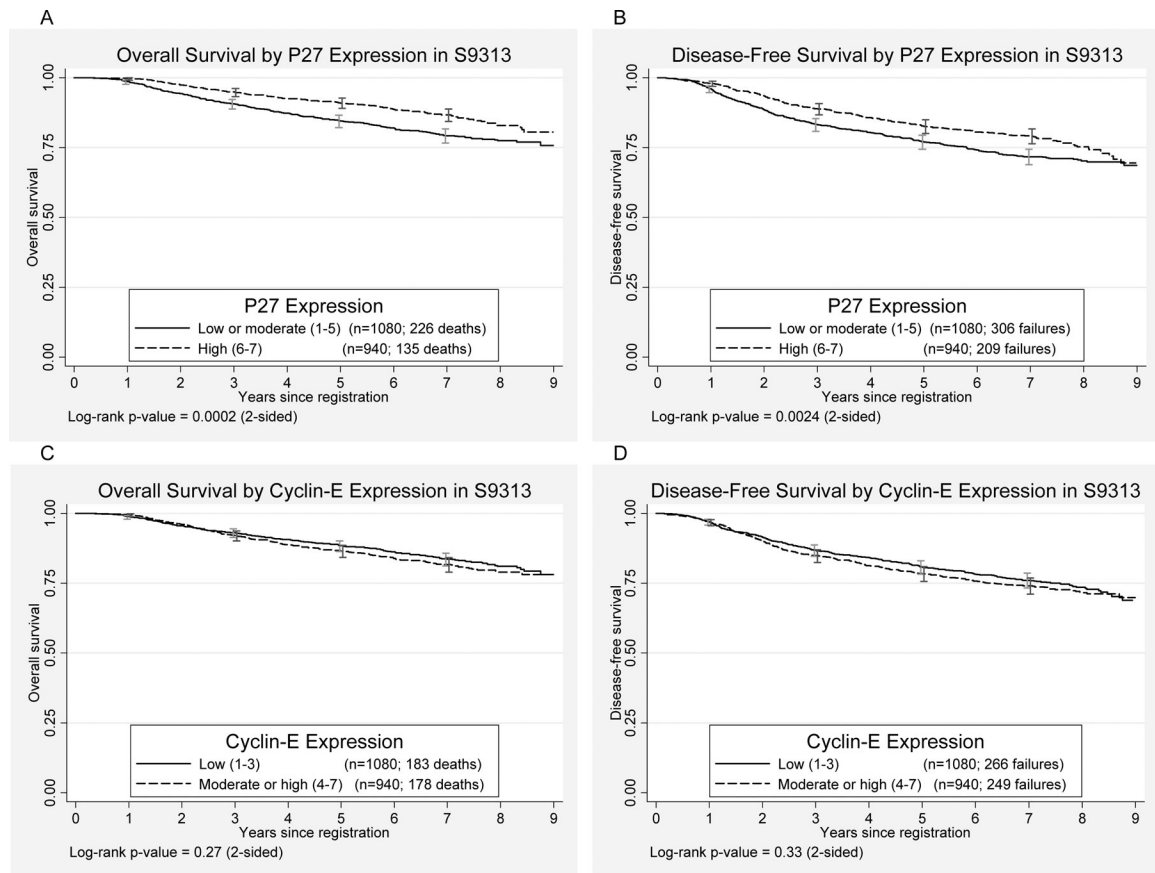 A
Overall Survival by P27 Expression in S9313
Overall survival
1.00
0.75
0.50
0.25
0.00
P27 Expression
Low or moderate (1-5) (n=1080; 226 deaths)
High (6-7) (n=940; 135 deaths)
0 1 2 3 4 5 6 7 8 9
Years since registration
Log-rank p-value = 0.0002 (2-sided)
B
Disease-Free Survival by P27 Expression in S9313
Disease-free survival
1.00
0.75
0.50
0.25
0.00
P27 Expression
Low or moderate (1-5) (n=1080; 306 failures)
High (6-7) (n=940; 209 failures)
0 1 2 3 4 5 6 7 8 9
Years since registration
Log-rank p-value = 0.0024 (2-sided)
C
Overall Survival by Cyclin-E Expression in S9313
Overall survival
1.00
0.75
0.50
0.25
0.00
Cyclin-E Expression
Low (1-3) (n=1080; 183 deaths)
Moderate or high (4-7) (n=940; 178 deaths)
0 1 2 3 4 5 6 7 8 9
Years since registration
Log-rank p-value = 0.27 (2-sided)
D
Disease-Free Survival by Cyclin-E Expression in S9313
Disease-free survival
1.00
0.75
0.50
0.25
0.00
Cyclin-E Expression
Low (1-3) (n=1080; 266 failures)
Moderate or high (4-7) (n=940; 249 failures)
0 1 2 3 4 5 6 7 8 9
Years since registration
Log-rank p-value = 0.33 (2-sided)